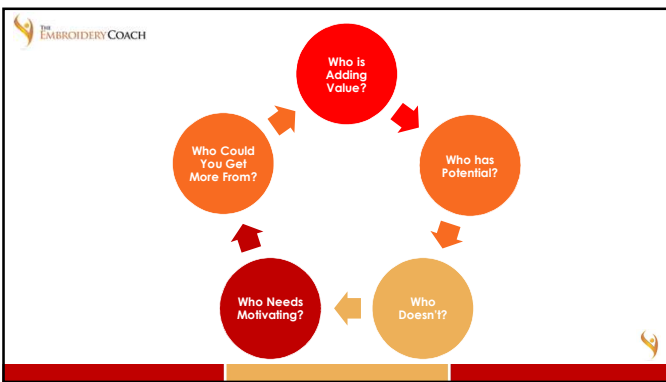 THE
EMBROIDERY COACH
Who is
Adding
Value?
Who has
Potential?
Who
Doesn't?
Who Needs
Motivating?
Who Could
You Get
More From?